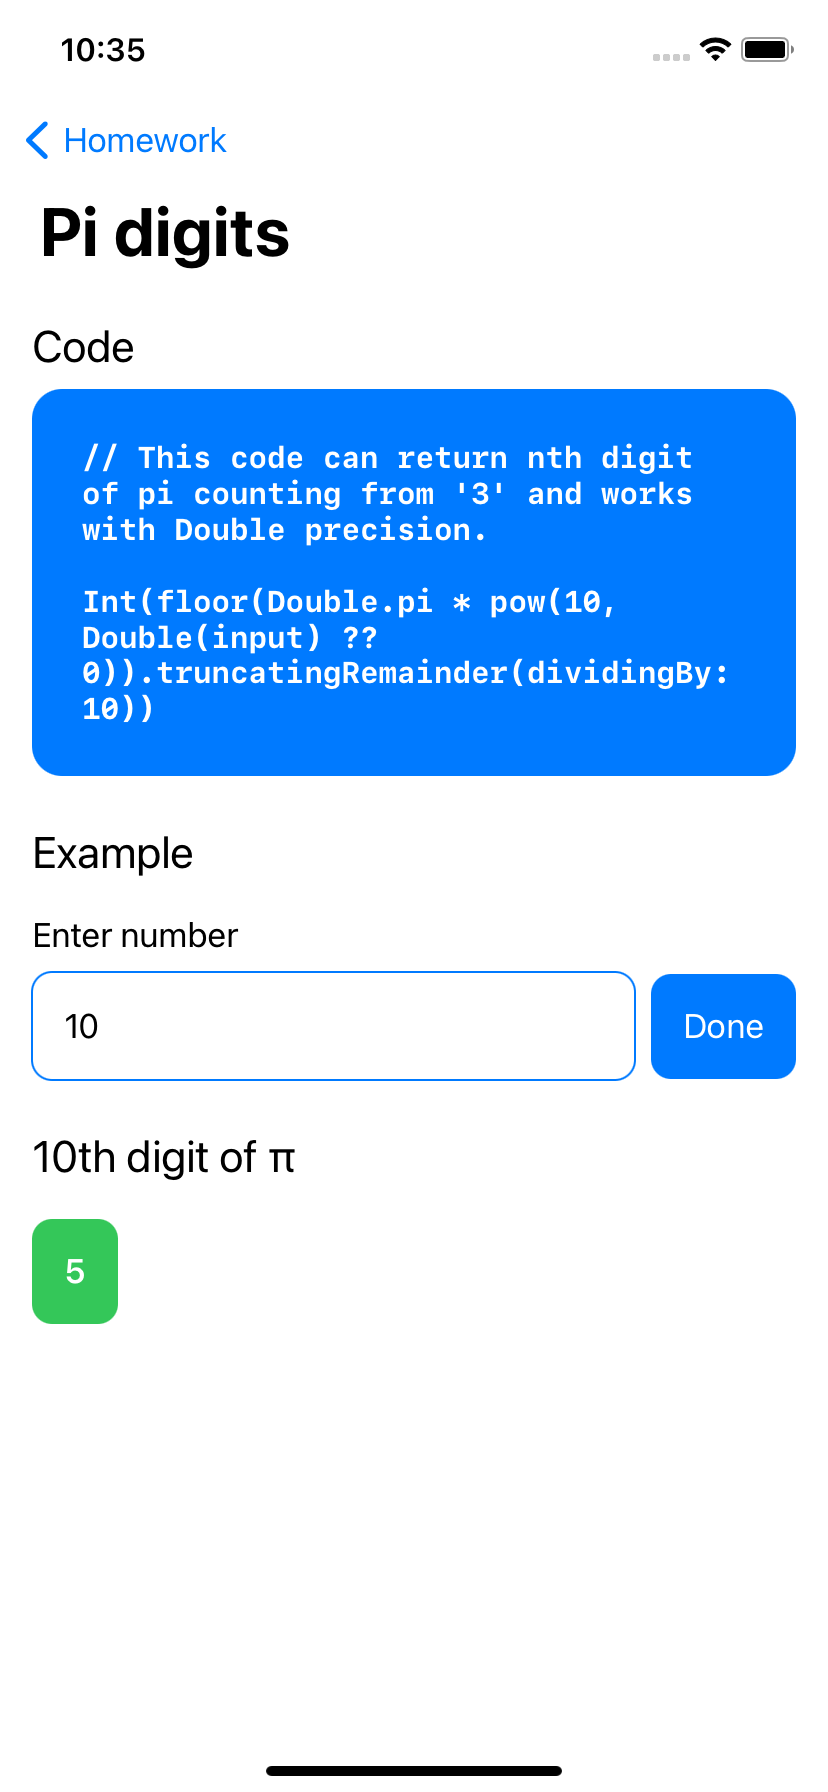 10:35
Homework
Pi digits
Code
// This code can return nth digit
of pi counting from '3' and works
with Double precision.
Int(floor(Double.pi * pow(10,
Double(input) ??
0)).truncatingRemainder(dividingBy:
10))
Example
Enter number
10
Done
10th digit of π
5